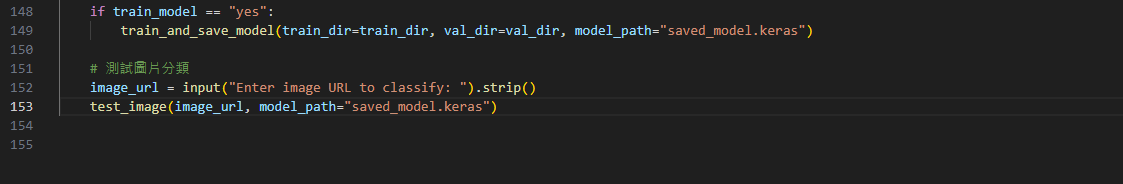 148 if train_model == "yes":
149 train_and_save_model(train_dir=train_dir, val_dir=val_dir, model_path="saved_model.keras")
150
151 # 測試圖片分類
152 image_url = input("Enter image URL to classify: ").strip()
153 test_image(image_url, model_path="saved_model.keras")
154
155